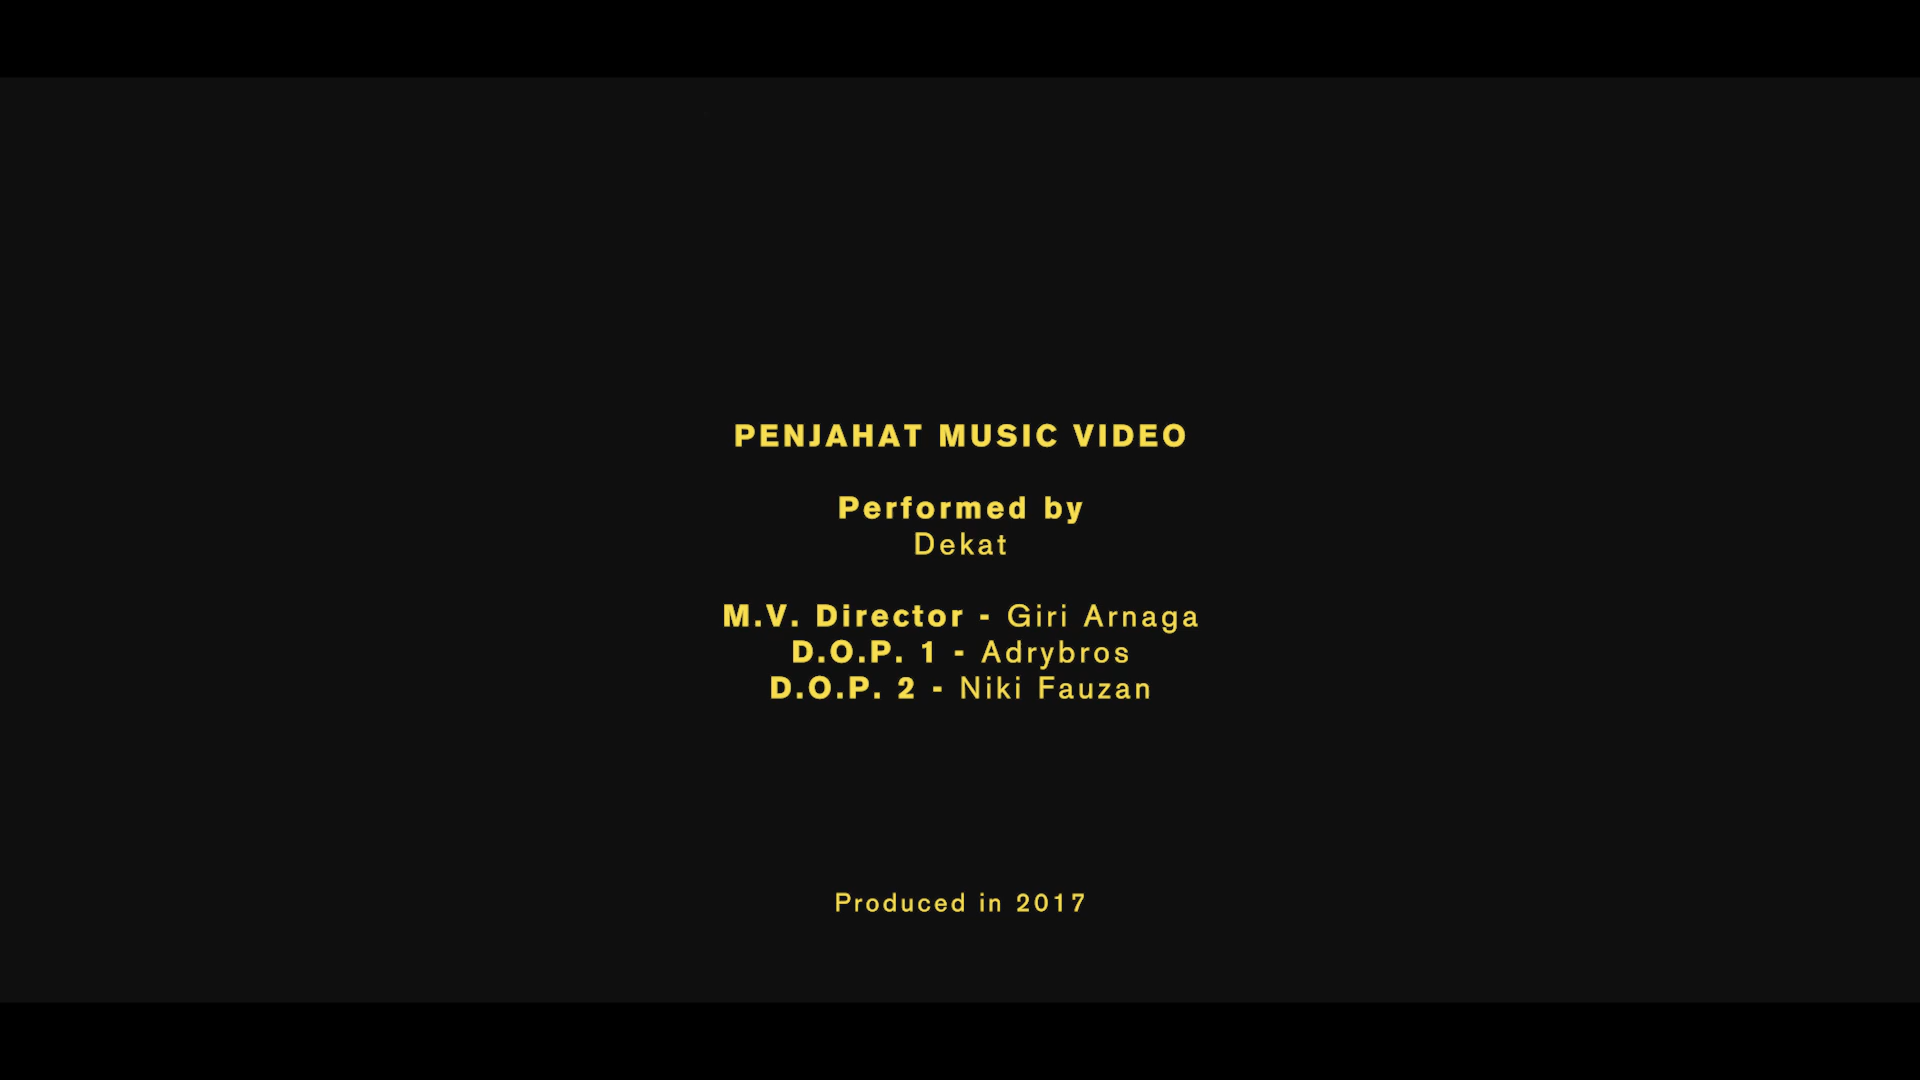 PENJAHAT MUSIC VIDEO
Performed by
Dekat
M.V. Director - Giri Arnaga
D.O.P. 1 - Adrybros
D.O.P. 2 - Niki Fauzan
Produced in 2017